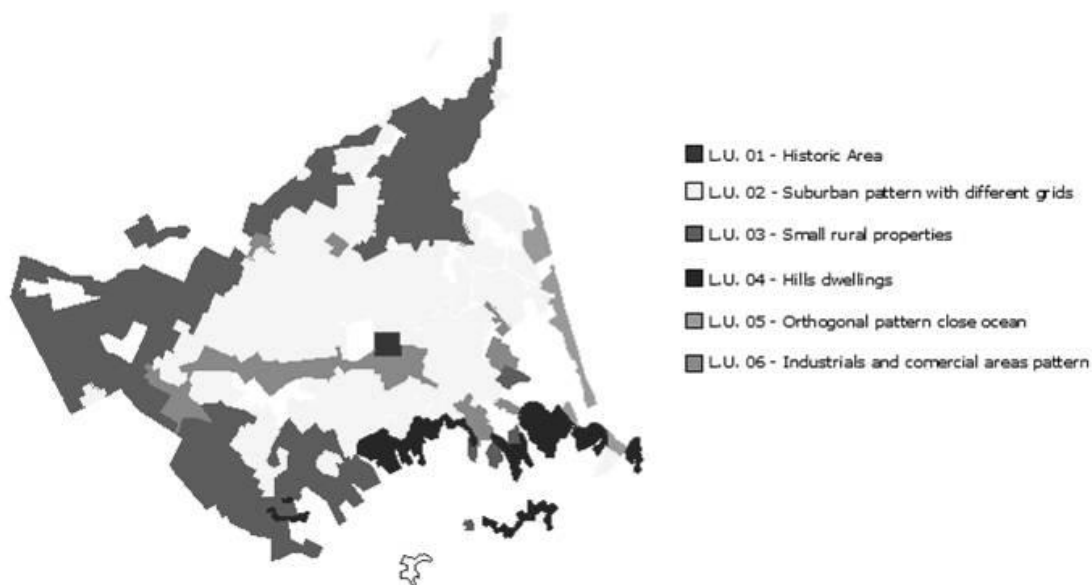 L.U. 01 - Historic Area
L.U. 02 - Suburban pattern with different grids
L.U. 03 - Small rural properties
L.U. 04 - Hills dwellings
L.U. 05 - Orthogonal pattern close ocean
L.U. 06 - Industrials and comercial areas pattern